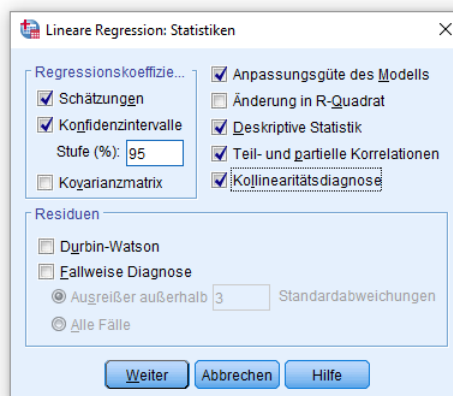 Lineare Regression: Statistiken
Regressionskoeffizie...
Schätzungen
Konfidenzintervalle
Stufe (%): 95
Kovarianzmatrix
Anpassungsgüte des Modells
Änderung in R-Quadrat
Deskriptive Statistik
Teil- und partielle Korrelationen
Kollinearitätsdiagnose
Residuen
Durbin-Watson
Fallweise Diagnose
Ausreißer außerhalb 3 Standardabweichungen
Alle Fälle
Weiter Abbrechen Hilfe